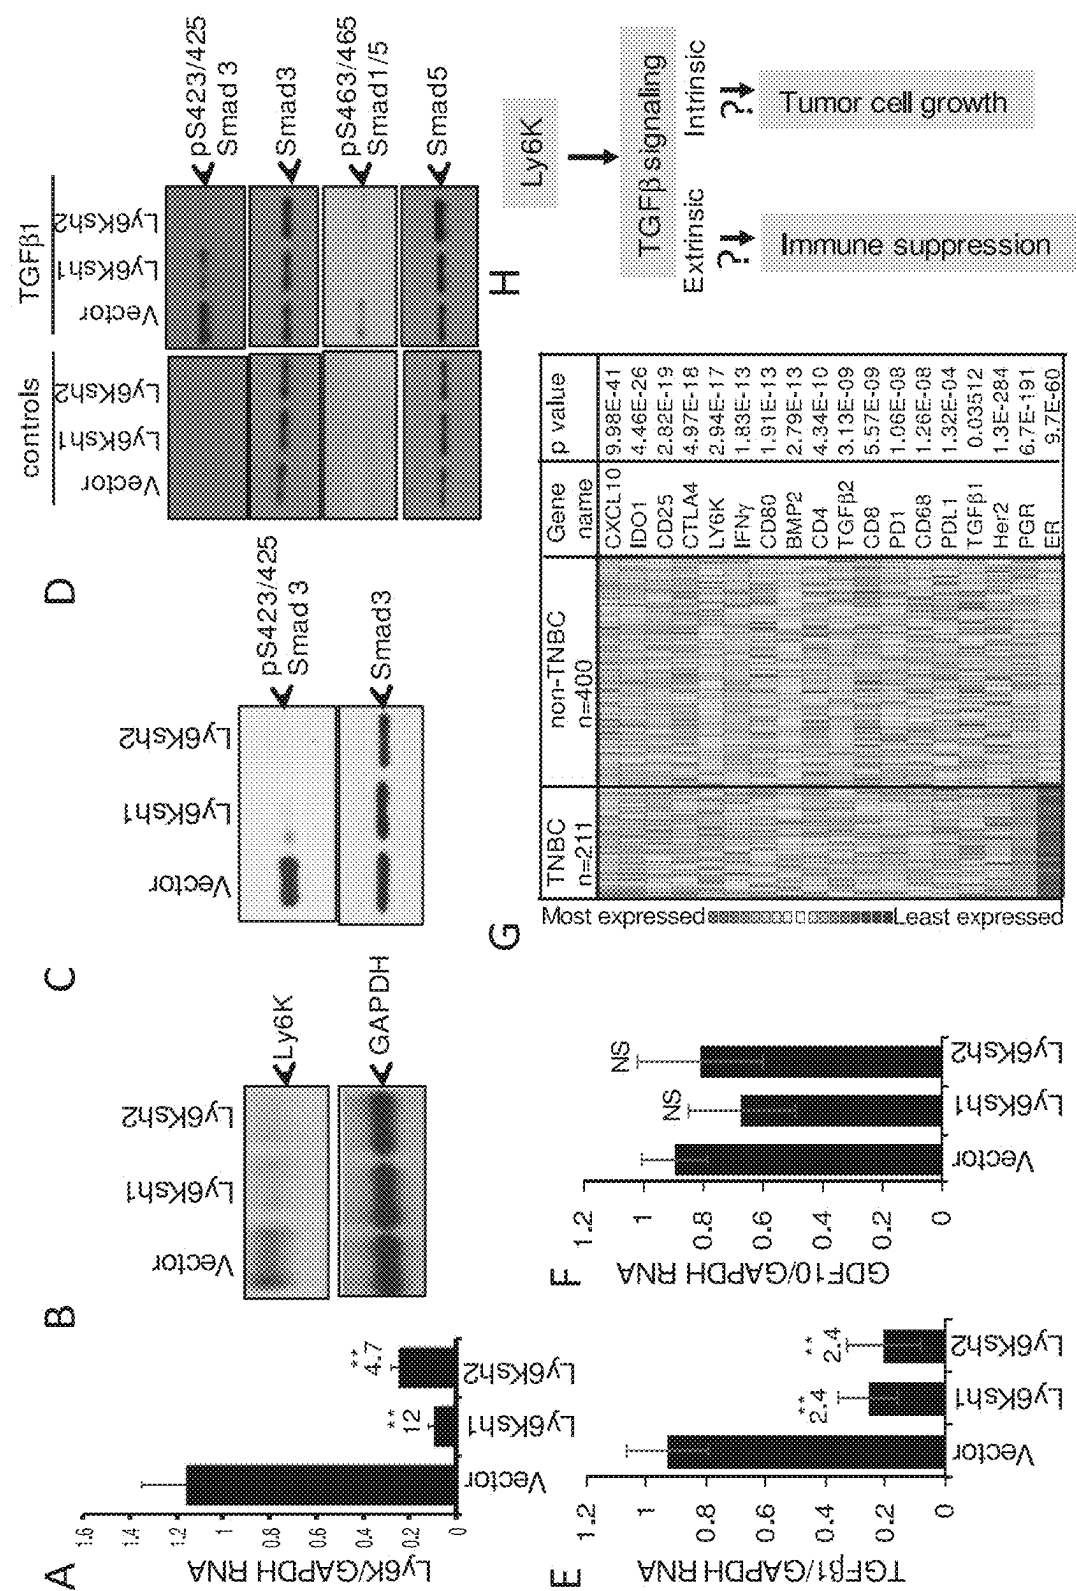 A
Ly6K/GAPDH RNA
1.6
1.4
1.2
1
0.8
0.6
0.4
0.2
0
**
12
**
4.7
Vector
Ly6Ksh1
Ly6Ksh2
B
Vector
Ly6Ksh1
Ly6Ksh2
Ly6K
GAPDH
C
Vector
Ly6Ksh1
Ly6Ksh2
pS423/425
Smad 3
Smad3
D
controls
TGFβ1
Vector
Ly6Ksh1
Ly6Ksh2
Vector
Ly6Ksh1
Ly6Ksh2
pS423/425
Smad 3
Smad3
pS463/465
Smad1/5
Smad5
E
TGFβ1/GAPDH RNA
1.2
1
0.8
0.6
0.4
0.2
0
**
2.4
**
2.4
Vector
Ly6Ksh1
Ly6Ksh2
F
GDF10/GAPDH RNA
1.2
1
0.8
0.6
0.4
0.2
0
NS
NS
Vector
Ly6Ksh1
Ly6Ksh2
G
Most expressed
Least expressed
TNBC
n=211
non-TNBC
n=400
Gene
name
p value
CXCL10 9.98E-41
IDO1 4.46E-26
CD25 2.82E-19
CTLA4 4.97E-18
LY6K 2.94E-17
IFNγ 1.83E-13
CD80 1.91E-13
BMP2 2.79E-13
CD4 4.34E-10
TGFβ2 3.13E-09
CD8 5.57E-09
PD1 1.06E-08
CD68 1.26E-08
PDL1 1.32E-04
TGFβ1 0.03512
Her2 1.3E-284
PGR 6.7E-191
ER 9.7E-60
H
Ly6K
TGFβ signaling
Extrinsic
Intrinsic
?
?
Immune suppression
Tumor cell growth